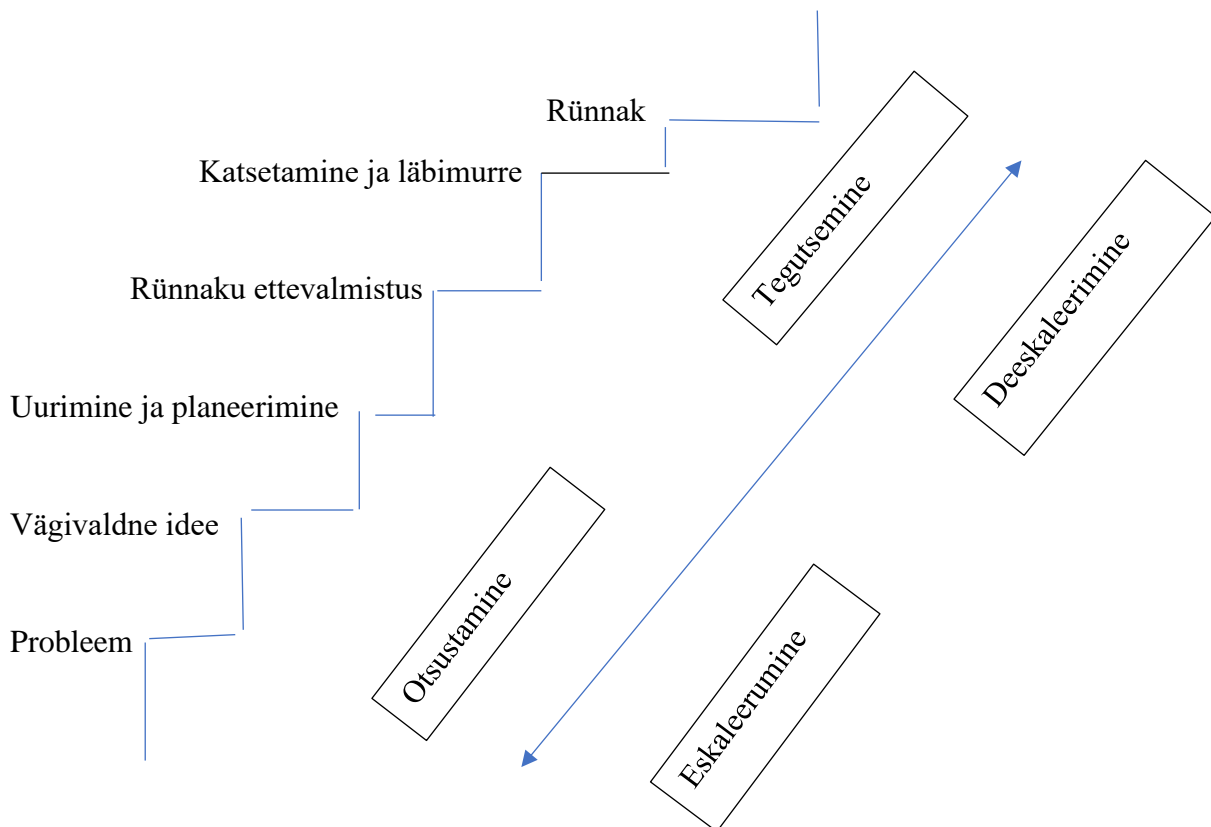 Rünnak
Katsetamine ja läbimurre
Rünnaku ettevalmistus
Uurimine ja planeerimine
Vägivaldne idee
Probleem
Tegutsemine
Deeskaleerimine
Otsustamine
Eskaleerumine